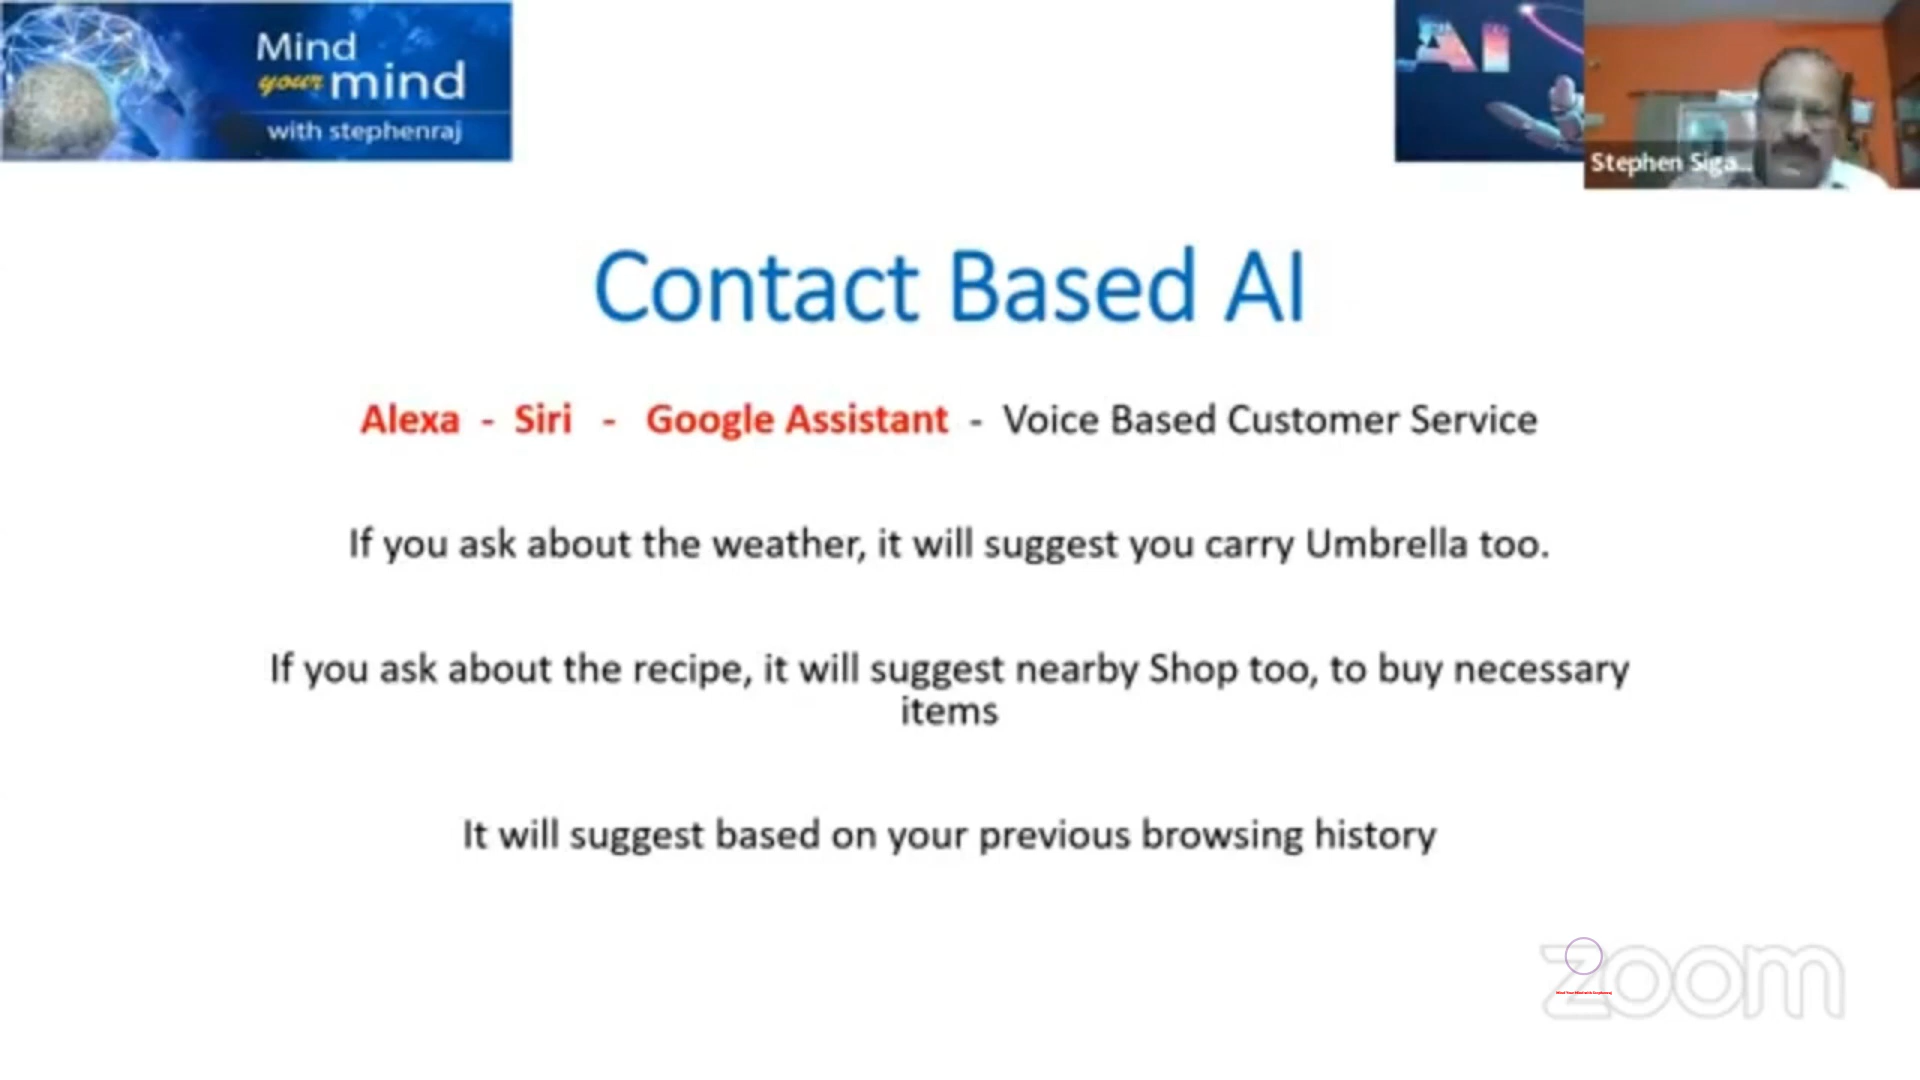 Mind
your mind
with stephenraj
AI
Stephen Siga...
Contact Based AI
Alexa - Siri - Google Assistant - Voice Based Customer Service
If you ask about the weather, it will suggest you carry Umbrella too.
If you ask about the recipe, it will suggest nearby Shop too, to buy necessary
items
It will suggest based on your previous browsing history
zoom